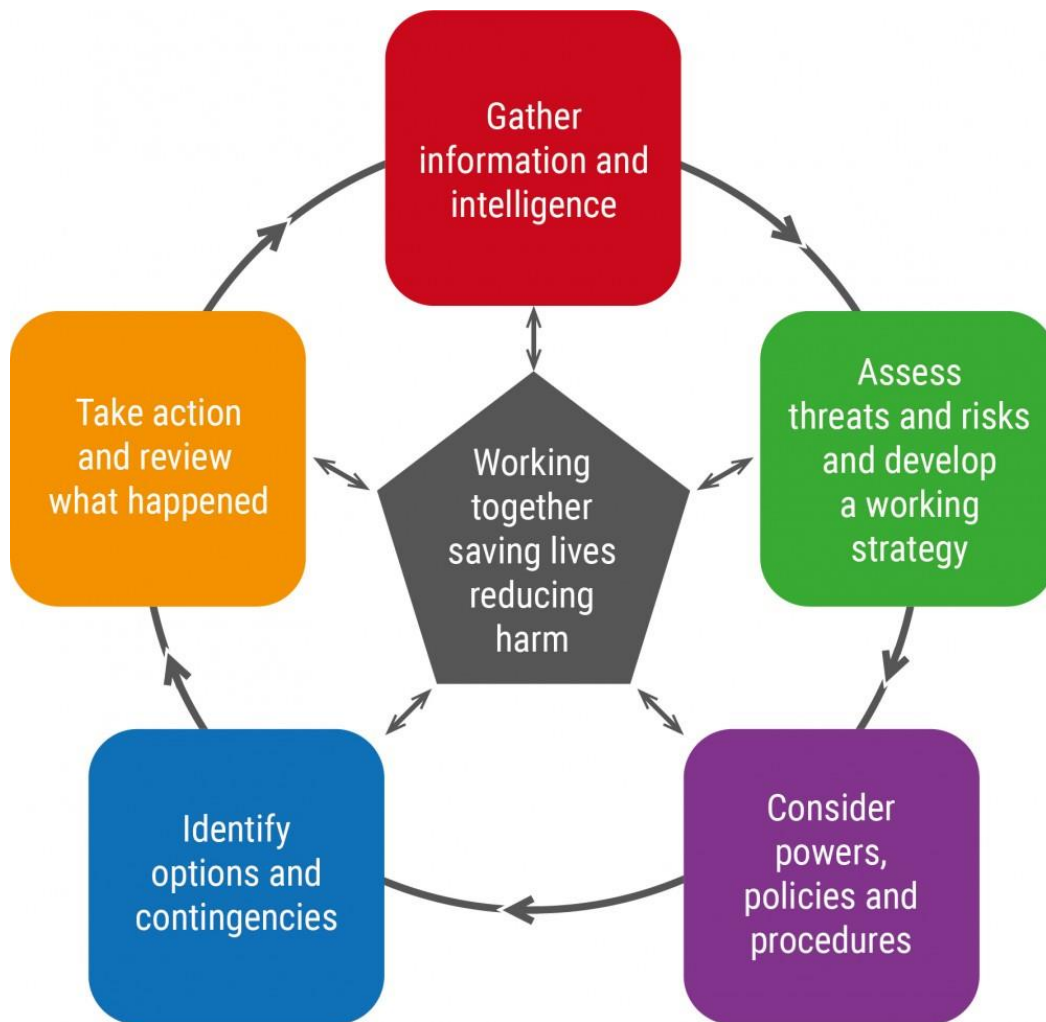 Gather
information and
intelligence
Assess
threats and risks
and develop
a working
strategy
Consider
powers,
policies and
procedures
Identify
options and
contingencies
Take action
and review
what happened
Working
together
saving lives
reducing
harm